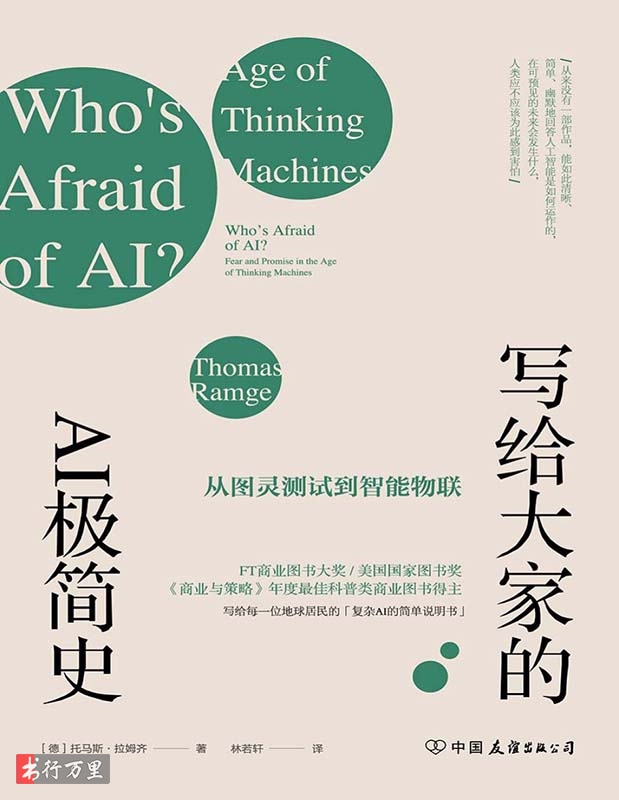 Who's
Afraid
of AI?
Age of
Thinking
Machines
Who's Afraid
of AI?
Fear and Promise in the Age
of Thinking Machines
/从来没有一部作品，能如此清晰、
简单、幽默地回答人工智能是如何运作的，
在可预见的未来会发生什么，
人类应不应该为此感到害怕/
Thomas
Ramge
写给大家的
AI极简史
从图灵测试到智能物联
FT商业图书大奖 / 美国国家图书奖
《商业与策略》年度最佳科普类商业图书得主
写给每一位地球居民的「复杂AI的简单说明书」
［德］托马斯·拉姆齐 —— 著 林若轩 —— 译
中国友谊出版公司
书行万里